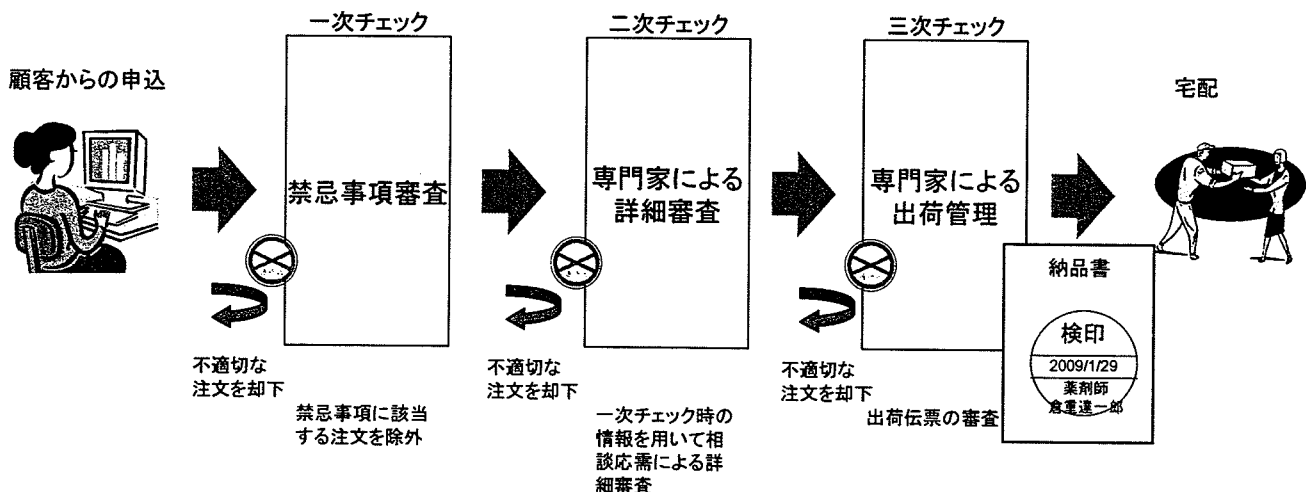 一次チェック
二次チェック
三次チェック
顧客からの申込
宅配
禁忌事項審査
専門家による
詳細審査
専門家による
出荷管理
納品書
検印
2009/1/29
薬剤師
倉重達一郎
不適切な
注文を却下
不適切な
注文を却下
不適切な
注文を却下
禁忌事項に該当
する注文を除外
一次チェック時の
情報を用いて相
談応需による詳
細審査
出荷伝票の審査